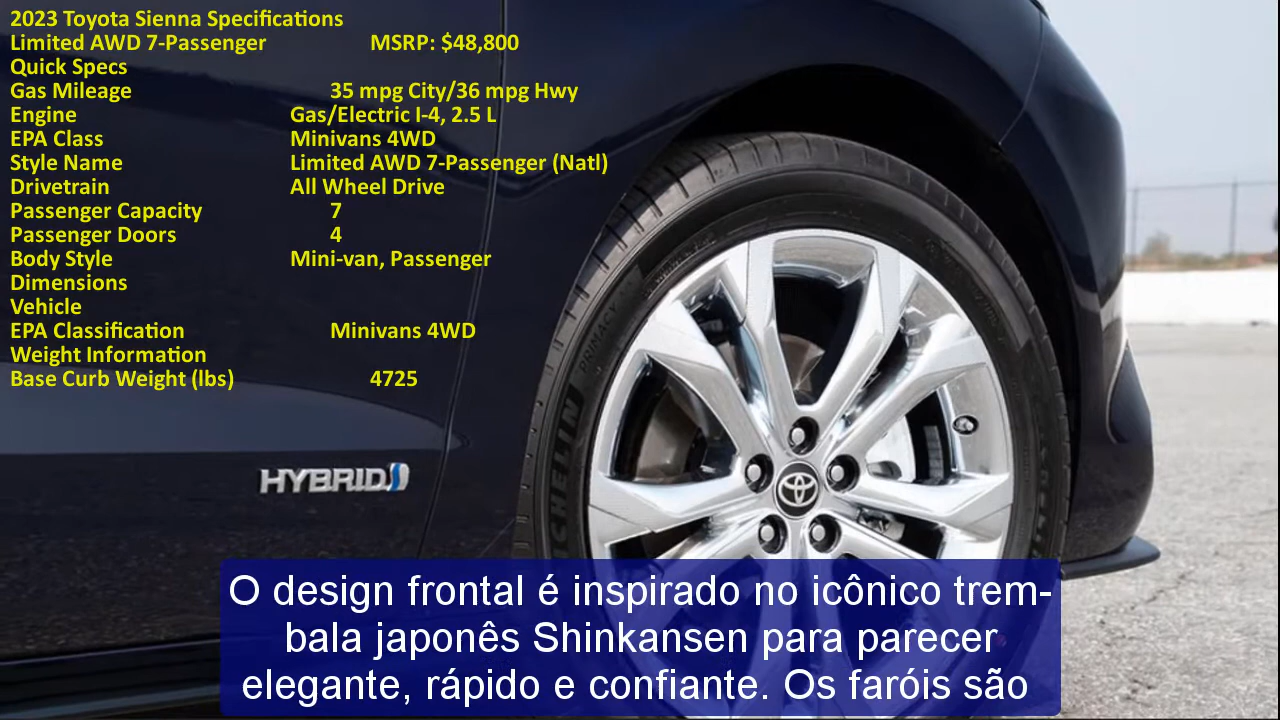 2023 Toyota Sienna Specifications
Limited AWD 7-Passenger MSRP: $48,800
Quick Specs
Gas Mileage 35 mpg City/36 mpg Hwy
Engine Gas/Electric I-4, 2.5 L
EPA Class Minivans 4WD
Style Name Limited AWD 7-Passenger (Natl)
Drivetrain All Wheel Drive
Passenger Capacity 7
Passenger Doors 4
Body Style Mini-van, Passenger
Dimensions
Vehicle
EPA Classification Minivans 4WD
Weight Information
Base Curb Weight (lbs) 4725
PRIMACY
HYBRID
O design frontal é inspirado no icônico trem-
bala japonês Shinkansen para parecer
elegante, rápido e confiante. Os faróis são